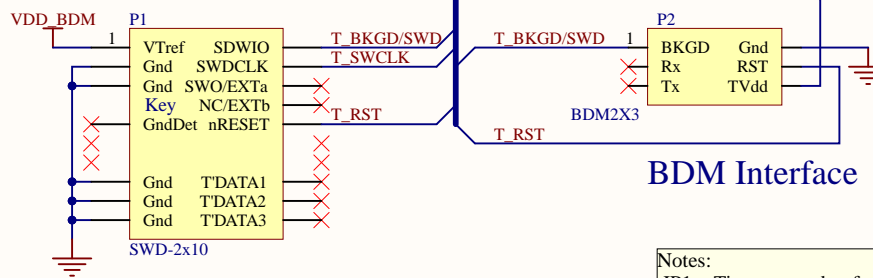 VDD_BDM
P1
1
VTref SDWIO
Gnd SWDCLK
Gnd SWO/EXTa
Key NC/EXTb
GndDet nRESET
Gnd T'DATA1
Gnd T'DATA2
Gnd T'DATA3
SWD-2x10
T_BKGD/SWD
T_SWCLK
T_RST
T_BKGD/SWD
T_RST
P2
1
BKGD Gnd
Rx RST
Tx TVdd
BDM2X3
BDM Interface
Notes: